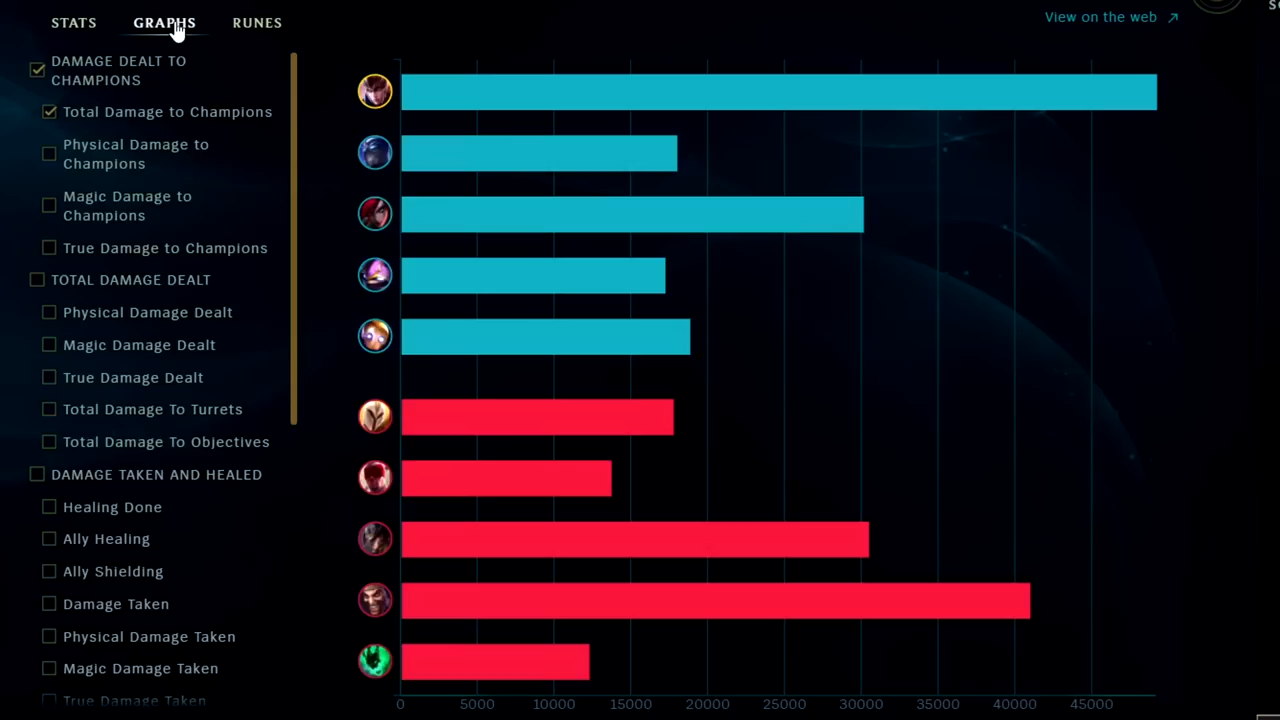 STATS
GRAPHS
RUNES
View on the web
DAMAGE DEALT TO
CHAMPIONS
Total Damage to Champions
Physical Damage to
Champions
Magic Damage to
Champions
True Damage to Champions
TOTAL DAMAGE DEALT
Physical Damage Dealt
Magic Damage Dealt
True Damage Dealt
Total Damage To Turrets
Total Damage To Objectives
DAMAGE TAKEN AND HEALED
Healing Done
Ally Healing
Ally Shielding
Damage Taken
Physical Damage Taken
Magic Damage Taken
True Damage Taken
0 5000 10000 15000 20000 25000 30000 35000 40000 45000